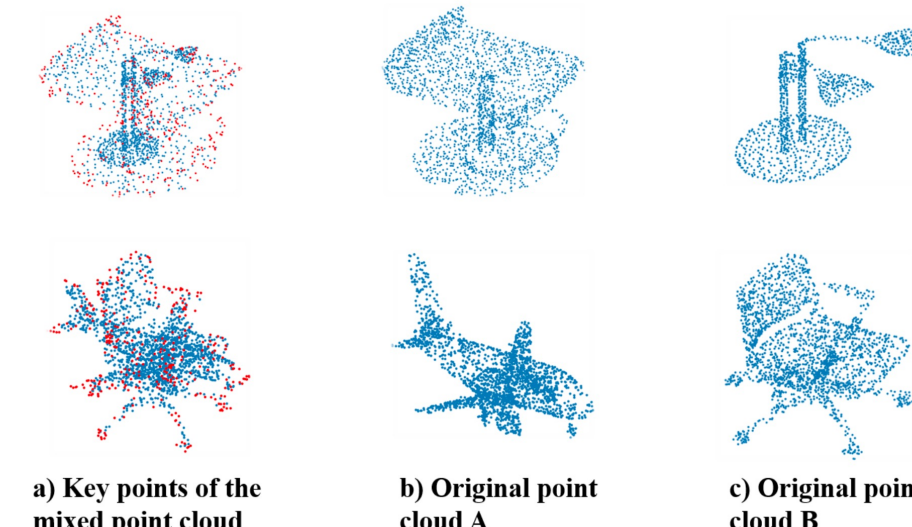 a) Key points of the
mixed point cloud
b) Original point
cloud A
c) Original poin
cloud B